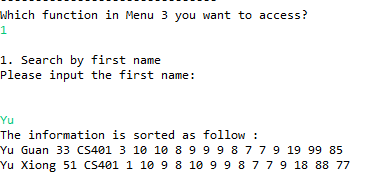 Which function in Menu 3 you want to access?
1
1. Search by first name
Please input the first name:
Yu
The information is sorted as follow :
Yu Guan 33 CS401 3 10 10 8 9 9 9 8 7 7 9 19 99 85
Yu Xiong 51 CS401 1 10 9 8 10 9 9 8 7 7 9 18 88 77